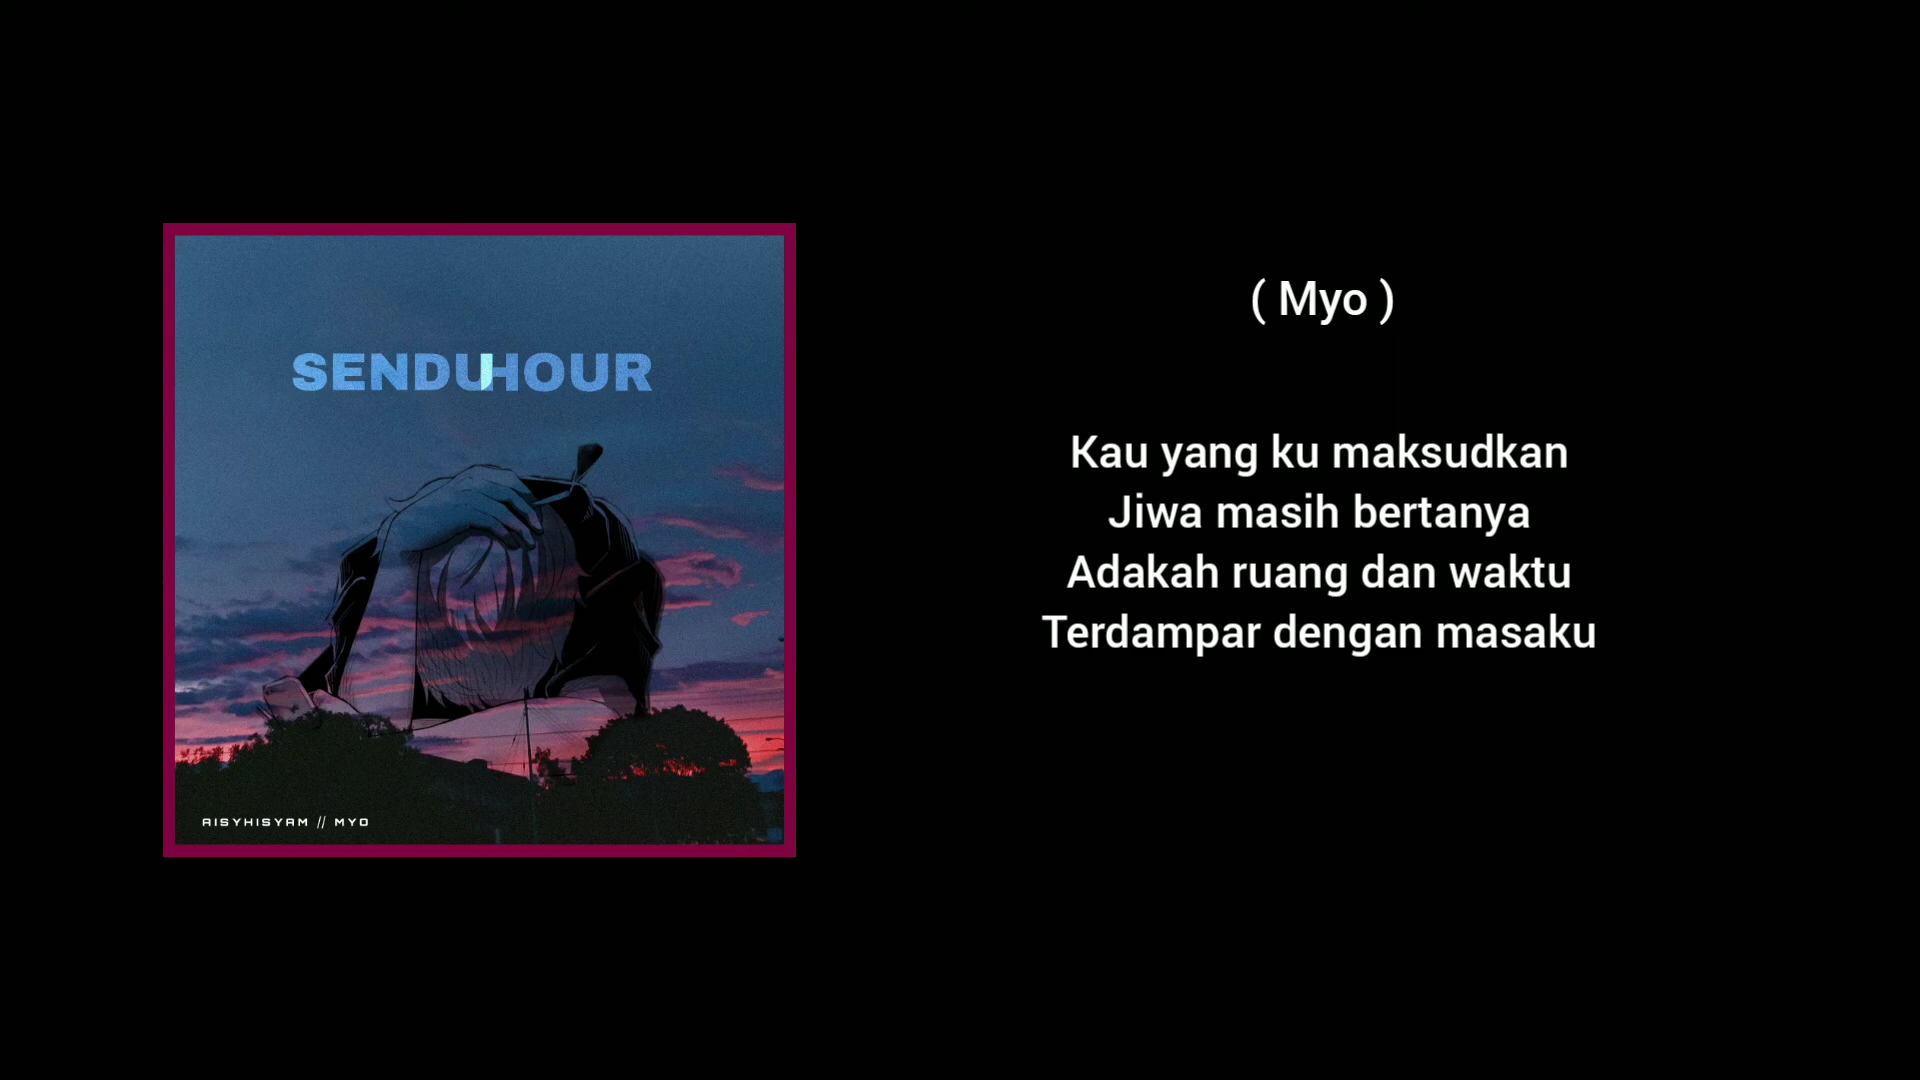 SENDUHOUR
AISYHISYAM // MYO
( Myo )
Kau yang ku maksudkan
Jiwa masih bertanya
Adakah ruang dan waktu
Terdampar dengan masaku